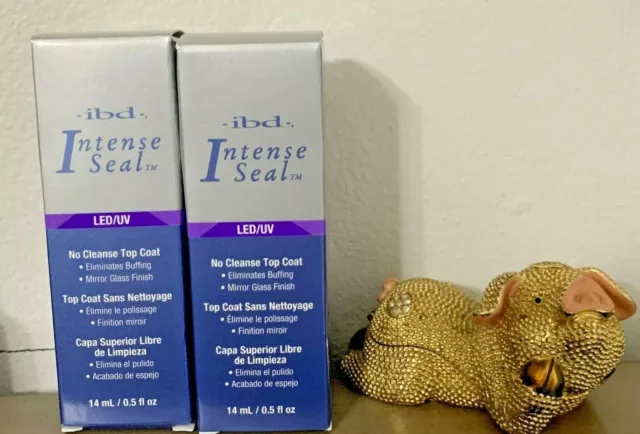 ·ibd·
Intense
Seal™
LED/UV
No Cleanse Top Coat
• Eliminates Buffing
• Mirror Glass Finish
Top Coat Sans Nettoyage
• Élimine le polissage
• Finition miroir
Capa Superior Libre
de Limpieza
• Elimina el pulido
• Acabado de espejo
14 mL / 0.5 fl oz
·ibd·
Intense
Seal™
LED/UV
No Cleanse Top Coat
• Eliminates Buffing
• Mirror Glass Finish
Top Coat Sans Nettoyage
• Élimine le polissage
• Finition miroir
Capa Superior Libre
de Limpieza
• Elimina el pulido
• Acabado de espejo
14 mL / 0.5 fl oz